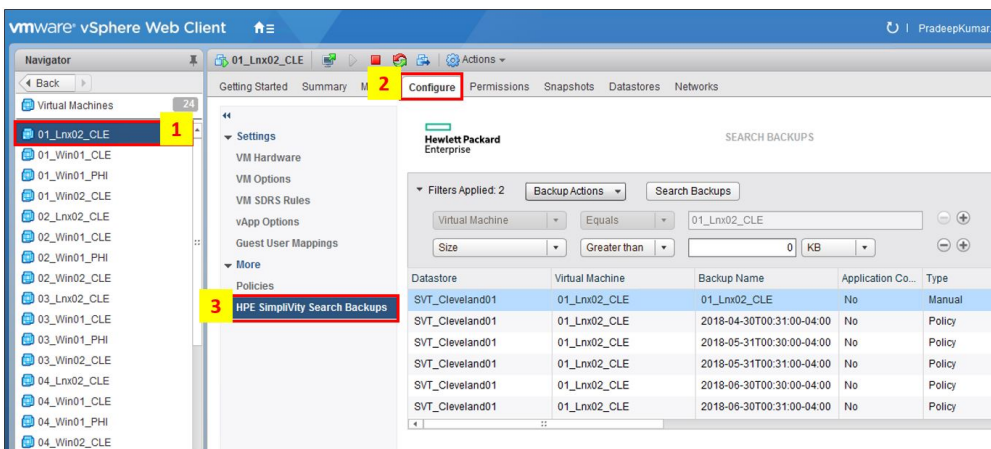 vmware® vSphere Web Client
PradeepKumar
Navigator
Back
Virtual Machines 24
01_Lnx02_CLE
01_Win01_CLE
01_Win01_PHI
01_Win02_CLE
02_Lnx02_CLE
02_Win01_CLE
02_Win01_PHI
02_Win02_CLE
03_Lnx02_CLE
03_Win01_CLE
03_Win01_PHI
03_Win02_CLE
04_Lnx02_CLE
04_Win01_CLE
04_Win01_PHI
04_Win02_CLE
1
01_Lnx02_CLE Actions
2
Getting Started Summary M Configure Permissions Snapshots Datastores Networks
Settings
VM Hardware
VM Options
VM SDRS Rules
vApp Options
Guest User Mappings
More
Policies
3 HPE SimpliVity Search Backups
Hewlett Packard
Enterprise
SEARCH BACKUPS
Filters Applied: 2 Backup Actions Search Backups
Virtual Machine Equals 01_Lnx02_CLE
Size Greater than 0 KB
Datastore Virtual Machine Backup Name Application Co... Type
SVT_Cleveland01 01_Lnx02_CLE 01_Lnx02_CLE No Manual
SVT_Cleveland01 01_Lnx02_CLE 2018-04-30T00:31:00-04:00 No Policy
SVT_Cleveland01 01_Lnx02_CLE 2018-05-31T00:30:00-04:00 No Policy
SVT_Cleveland01 01_Lnx02_CLE 2018-05-31T00:31:00-04:00 No Policy
SVT_Cleveland01 01_Lnx02_CLE 2018-06-30T00:30:00-04:00 No Policy
SVT_Cleveland01 01_Lnx02_CLE 2018-06-30T00:31:00-04:00 No Policy